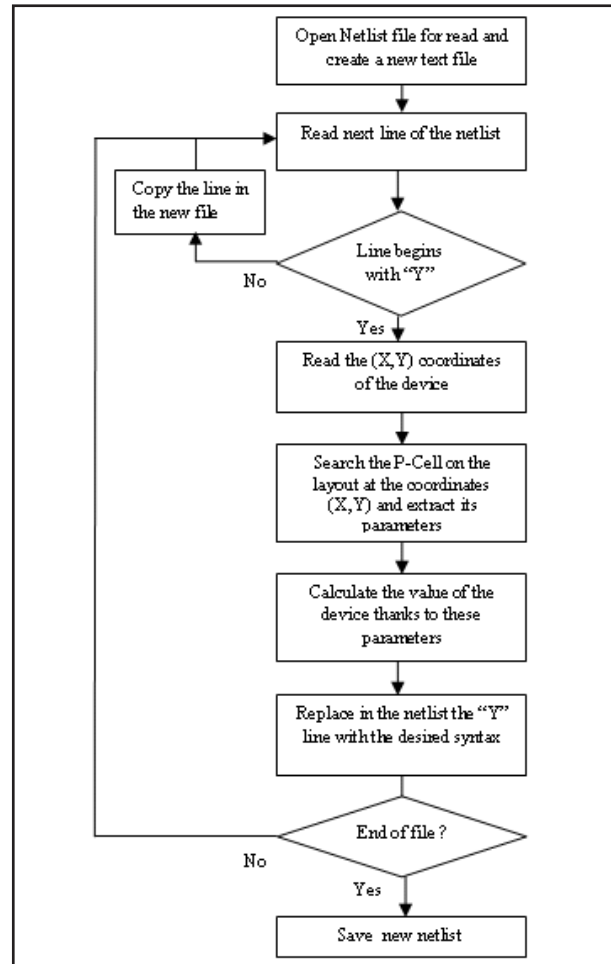 Open Netlist file for read and
create a new text file
Read next line of the netlist
Copy the line in
the new file
Line begins
with “Y”
No
Yes
Read the (X,Y) coordinates
of the device
Search the P-Cell on the
layout at the coordinates
(X,Y) and extract its
parameters
Calculate the value of the
device thanks to these
parameters
Replace in the netlist the “Y”
line with the desired syntax
End of file ?
No
Yes
Save new netlist